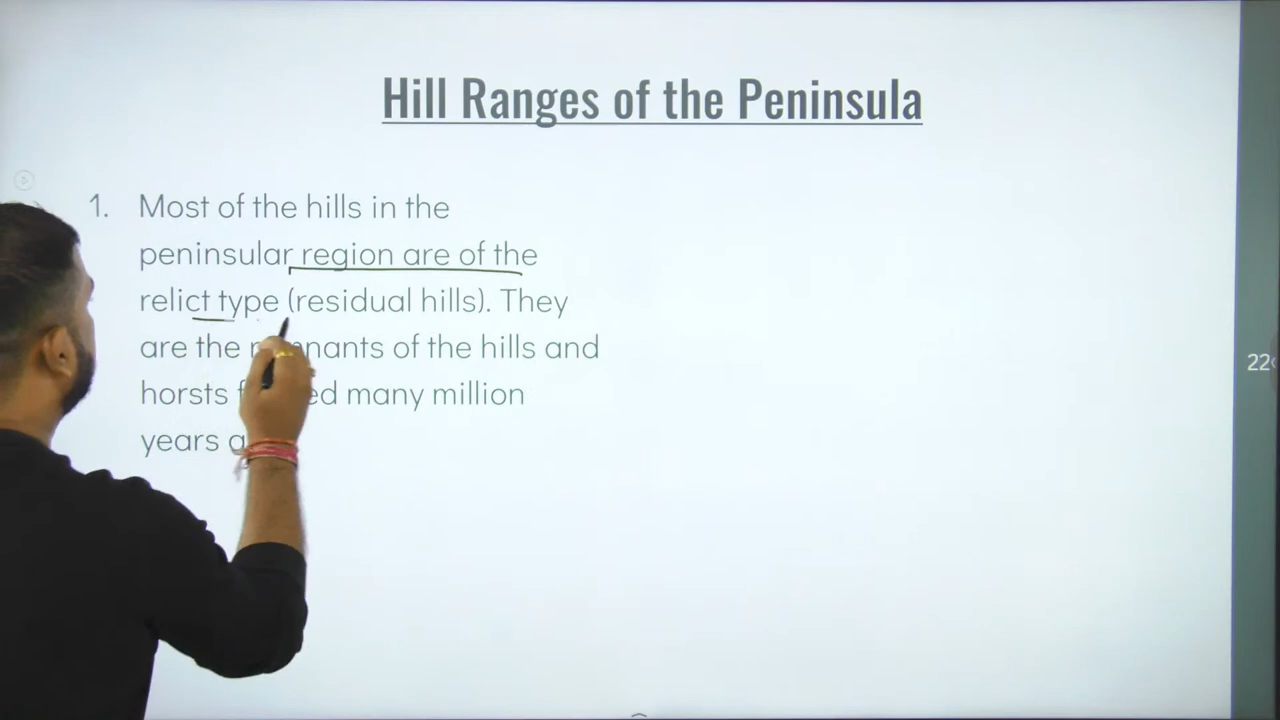 Hill Ranges of the Peninsula
1. Most of the hills in the
peninsular region are of the
relict type (residual hills). They
are the of the hills and
horsts many million
years
22